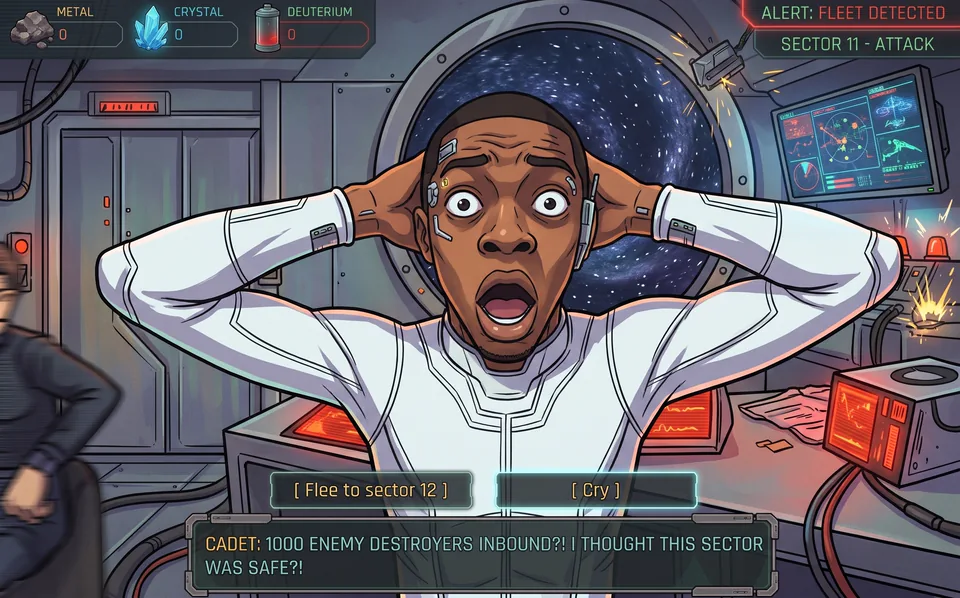 METAL
0
CRYSTAL
0
DEUTERIUM
0
ALERT: FLEET DETECTED
SECTOR 11 - ATTACK
[ Flee to sector 12 ]
[ Cry ]
CADET: 1000 ENEMY DESTROYERS INBOUND?! I THOUGHT THIS SECTOR
WAS SAFE?!